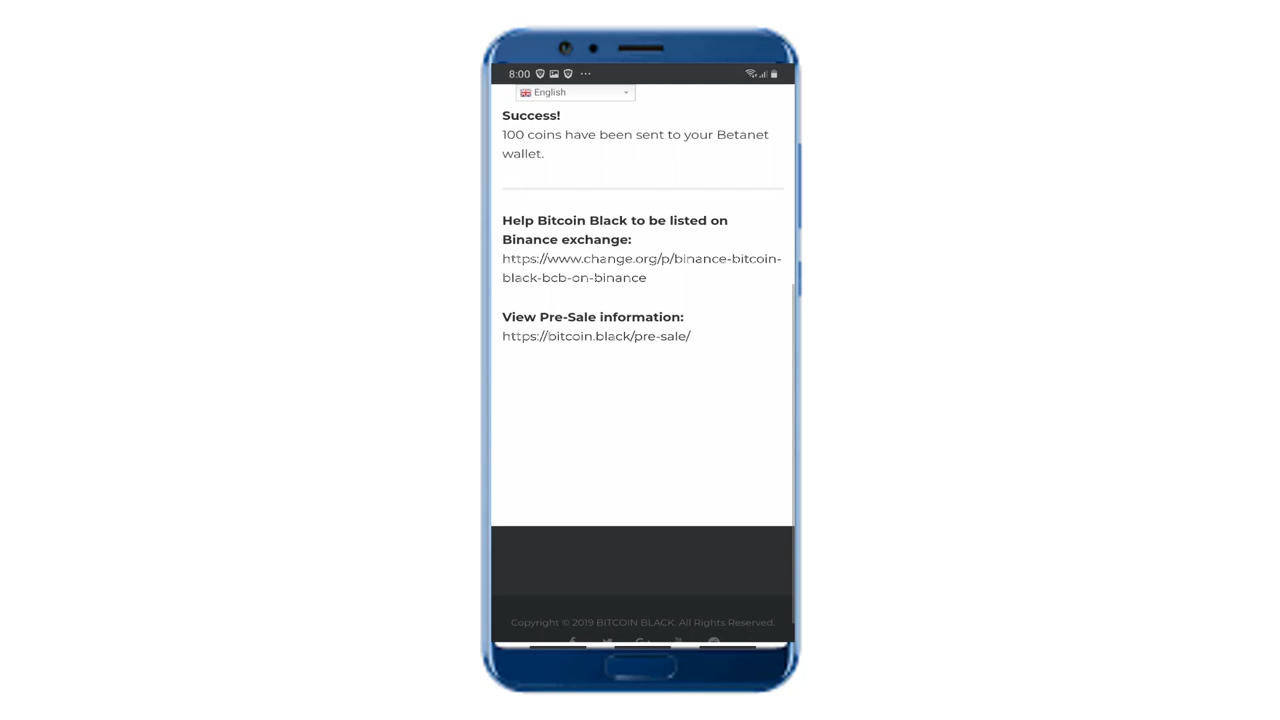 8:00
English
Success!
100 coins have been sent to your Betanet
wallet.
Help Bitcoin Black to be listed on
Binance exchange:
https://www.change.org/p/binance-bitcoin-
black-bcb-on-binance
View Pre-Sale information:
https://bitcoin.black/pre-sale/
Copyright © 2019 BITCOIN BLACK. All Rights Reserved.